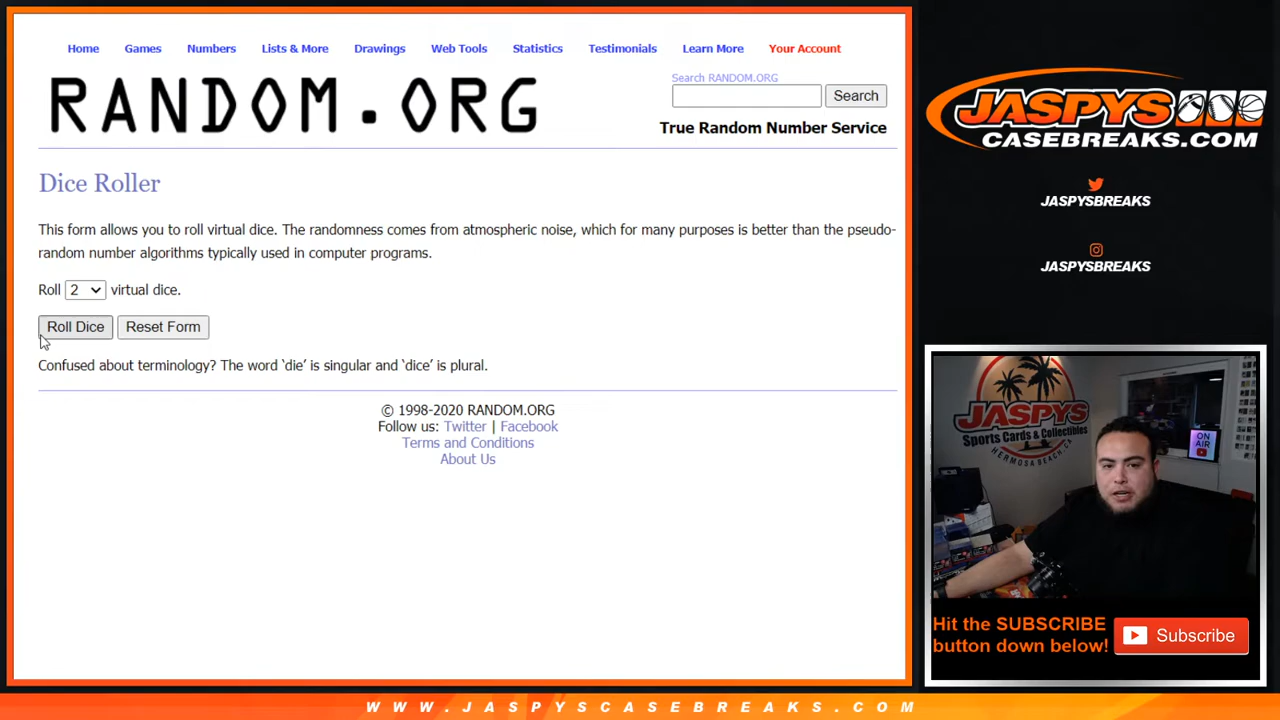 Home Games Numbers Lists & More Drawings Web Tools Statistics Testimonials Learn More Your Account
RANDOM.ORG
Search RANDOM.ORG
Search
True Random Number Service
Dice Roller
This form allows you to roll virtual dice. The randomness comes from atmospheric noise, which for many purposes is better than the pseudo-
random number algorithms typically used in computer programs.
Roll 2 virtual dice.
Roll Dice Reset Form
Confused about terminology? The word ‘die’ is singular and ‘dice’ is plural.
© 1998-2020 RANDOM.ORG
Follow us: Twitter | Facebook
Terms and Conditions
About Us
JASPYS
CASEBREAKS.COM
JASPYSBREAKS
JASPYSBREAKS
JASPYS
Sports Cards & Collectibles
HERMOSA BEACH, CA
ON
AIR
Hit the SUBSCRIBE
button down below!
Subscribe
WWW.JASPYSCASEBREAKS.COM